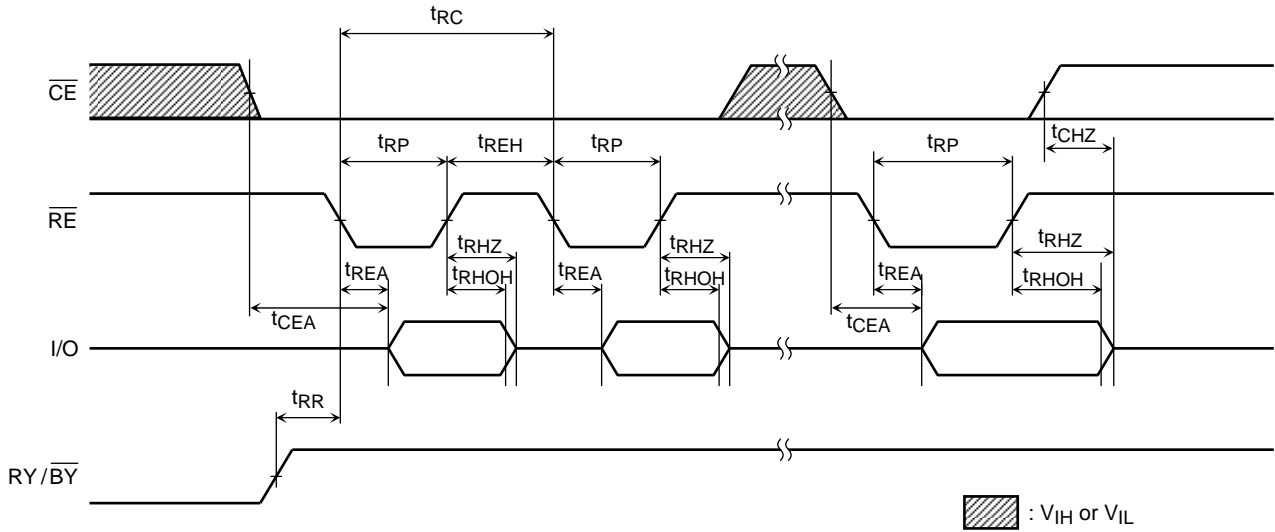 tRC
CE
tCHZ
tRP tREH tRP tRP
RE
tRHZ tRHZ tRHZ
tREA tRHOH tREA tRHOH tREA tRHOH
tCEA tCEA
I/O
tRR
RY/BY
: VIH or VIL